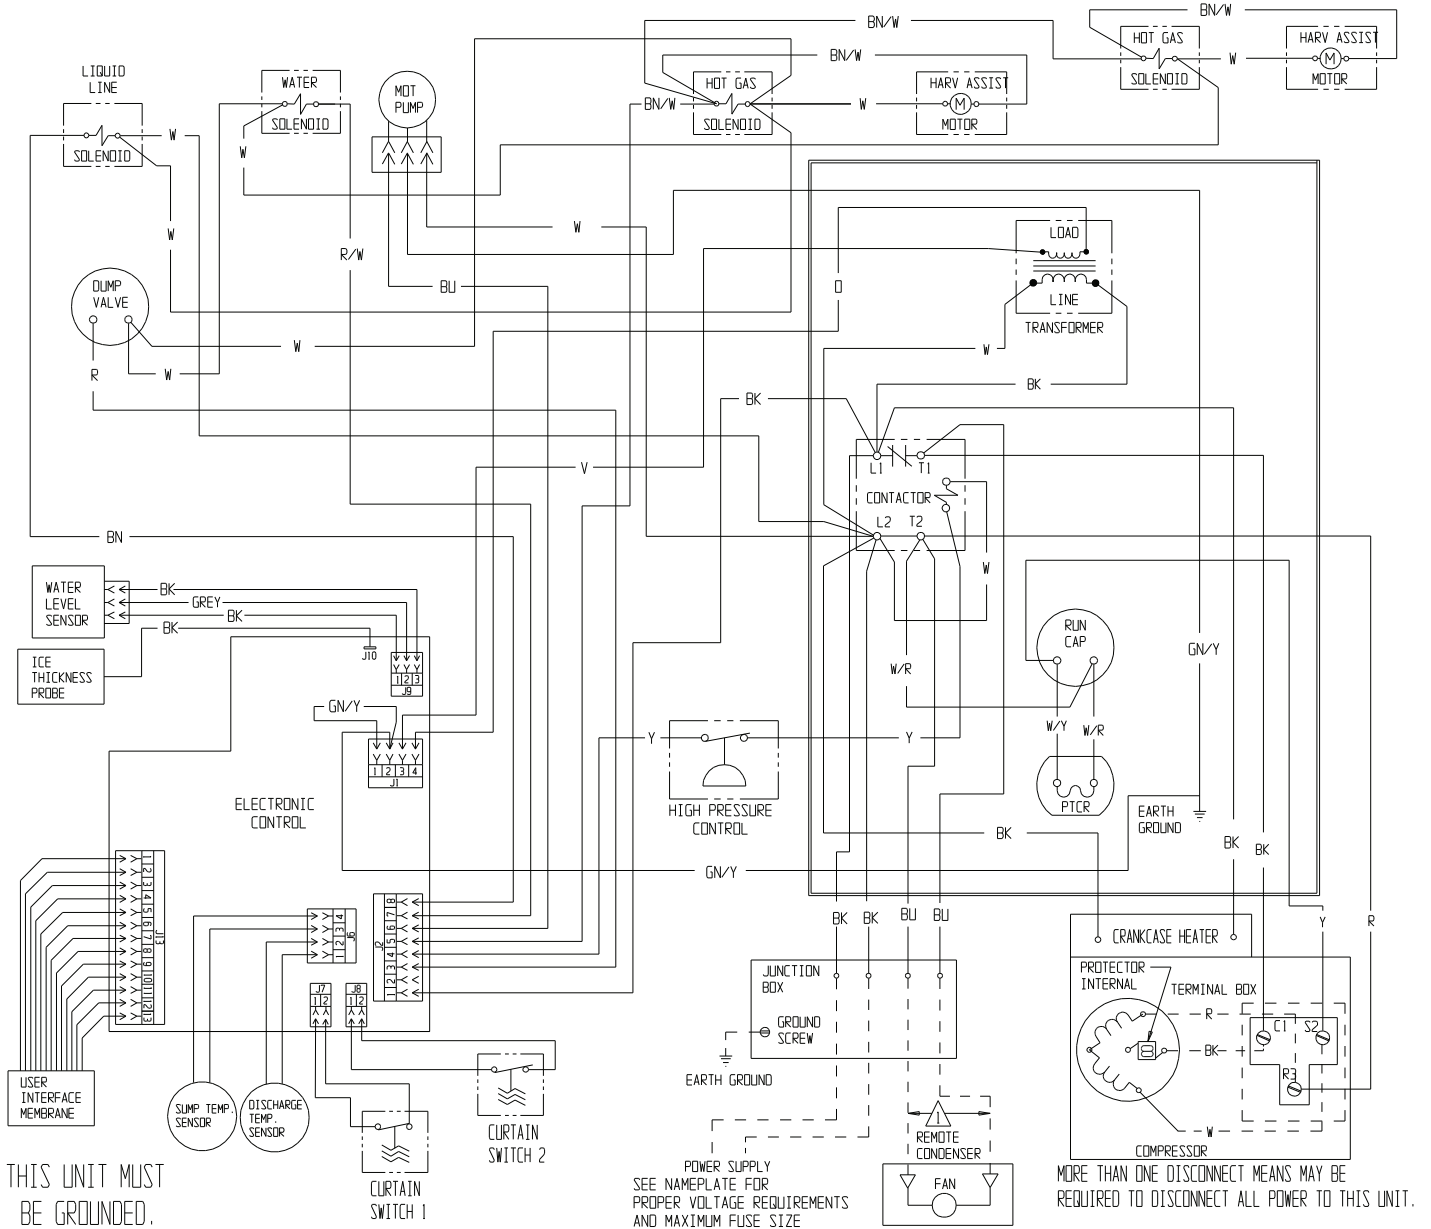 BN/W
BN/W
HOT GAS
SOLENOID
W
HARV ASSIST
M
MOTOR
BN/W
HOT GAS
SOLENOID
BN/W
W
HARV ASSIST
M
MOTOR
LIQUID
LINE
SOLENOID
W
W
WATER
SOLENOID
W
MOT
PUMP
W
R/W
BU
DUMP
VALVE
R
W
W
O
LOAD
LINE
TRANSFORMER
W
BK
BK
V
L1
T1
CONTACTOR
L2
T2
W
BN
WATER
LEVEL
SENSOR
BK
GREY
BK
BK
ICE
THICKNESS
PROBE
J10
1 2 3
J9
GN/Y
1 2 3 4
J1
ELECTRONIC
CONTROL
Y
HIGH PRESSURE
CONTROL
Y
W/R
RUN
CAP
W/Y
W/R
PTCR
GN/Y
EARTH
GROUND
BK
BK
BK
GN/Y
1
2
3
4
5
6
7
8
9
10
11
12
13
J13
4
3
2
1
J6
8
7
6
5
4
3
2
1
J2
J7
1 2
J8
1 2
BK
BK
BU
BU
Y
R
CRANKCASE HEATER
JUNCTION
BOX
GROUND
SCREW
EARTH GROUND
PROTECTOR
INTERNAL
TERMINAL BOX
R
BK
W
C1
S2
R3
COMPRESSOR
USER
INTERFACE
MEMBRANE
SUMP TEMP.
SENSOR
DISCHARGE
TEMP.
SENSOR
CURTAIN
SWITCH 2
CURTAIN
SWITCH 1
1
REMOTE
CONDENSER
FAN
POWER SUPPLY
SEE NAMEPLATE FOR
PROPER VOLTAGE REQUIREMENTS
AND MAXIMUM FUSE SIZE
THIS UNIT MUST
BE GROUNDED.
MORE THAN ONE DISCONNECT MEANS MAY BE
REQUIRED TO DISCONNECT ALL POWER TO THIS UNIT.